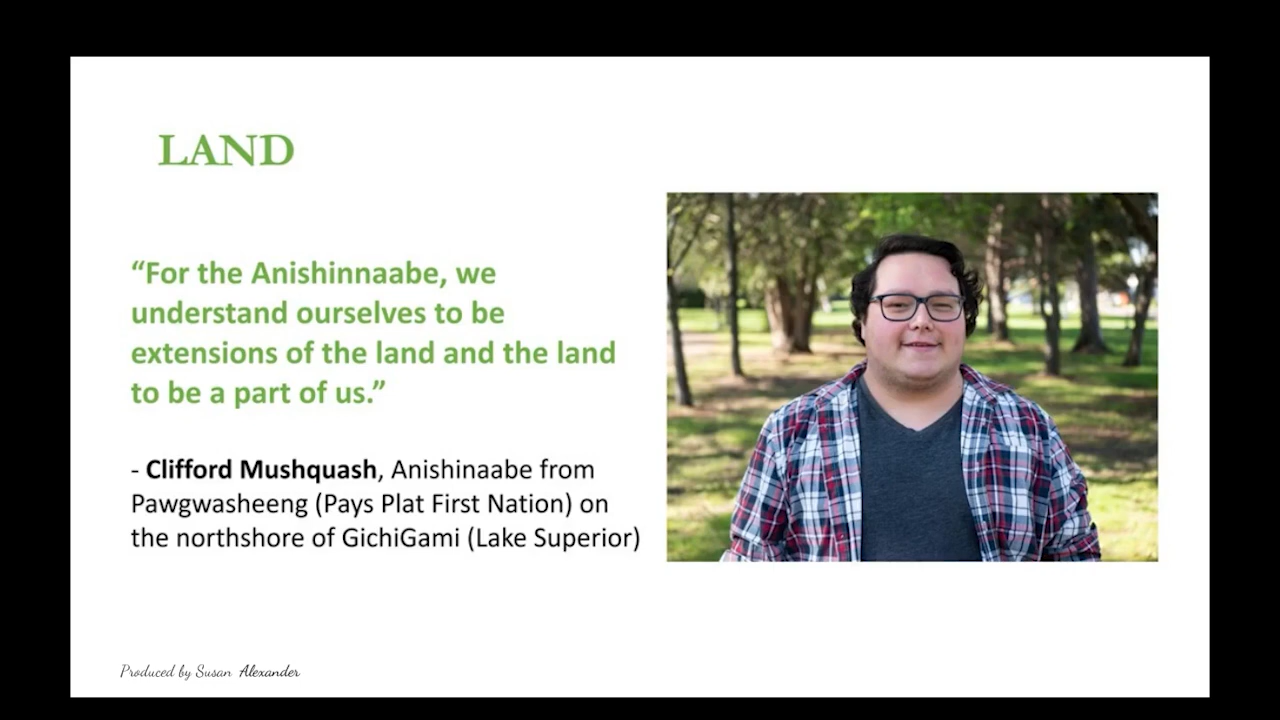 LAND
“For the Anishinnaabe, we
understand ourselves to be
extensions of the land and the land
to be a part of us.”
- Clifford Mushquash, Anishinaabe from
Pawgwasheeng (Pays Plat First Nation) on
the northshore of GichiGami (Lake Superior)
Produced by Susan Alexander